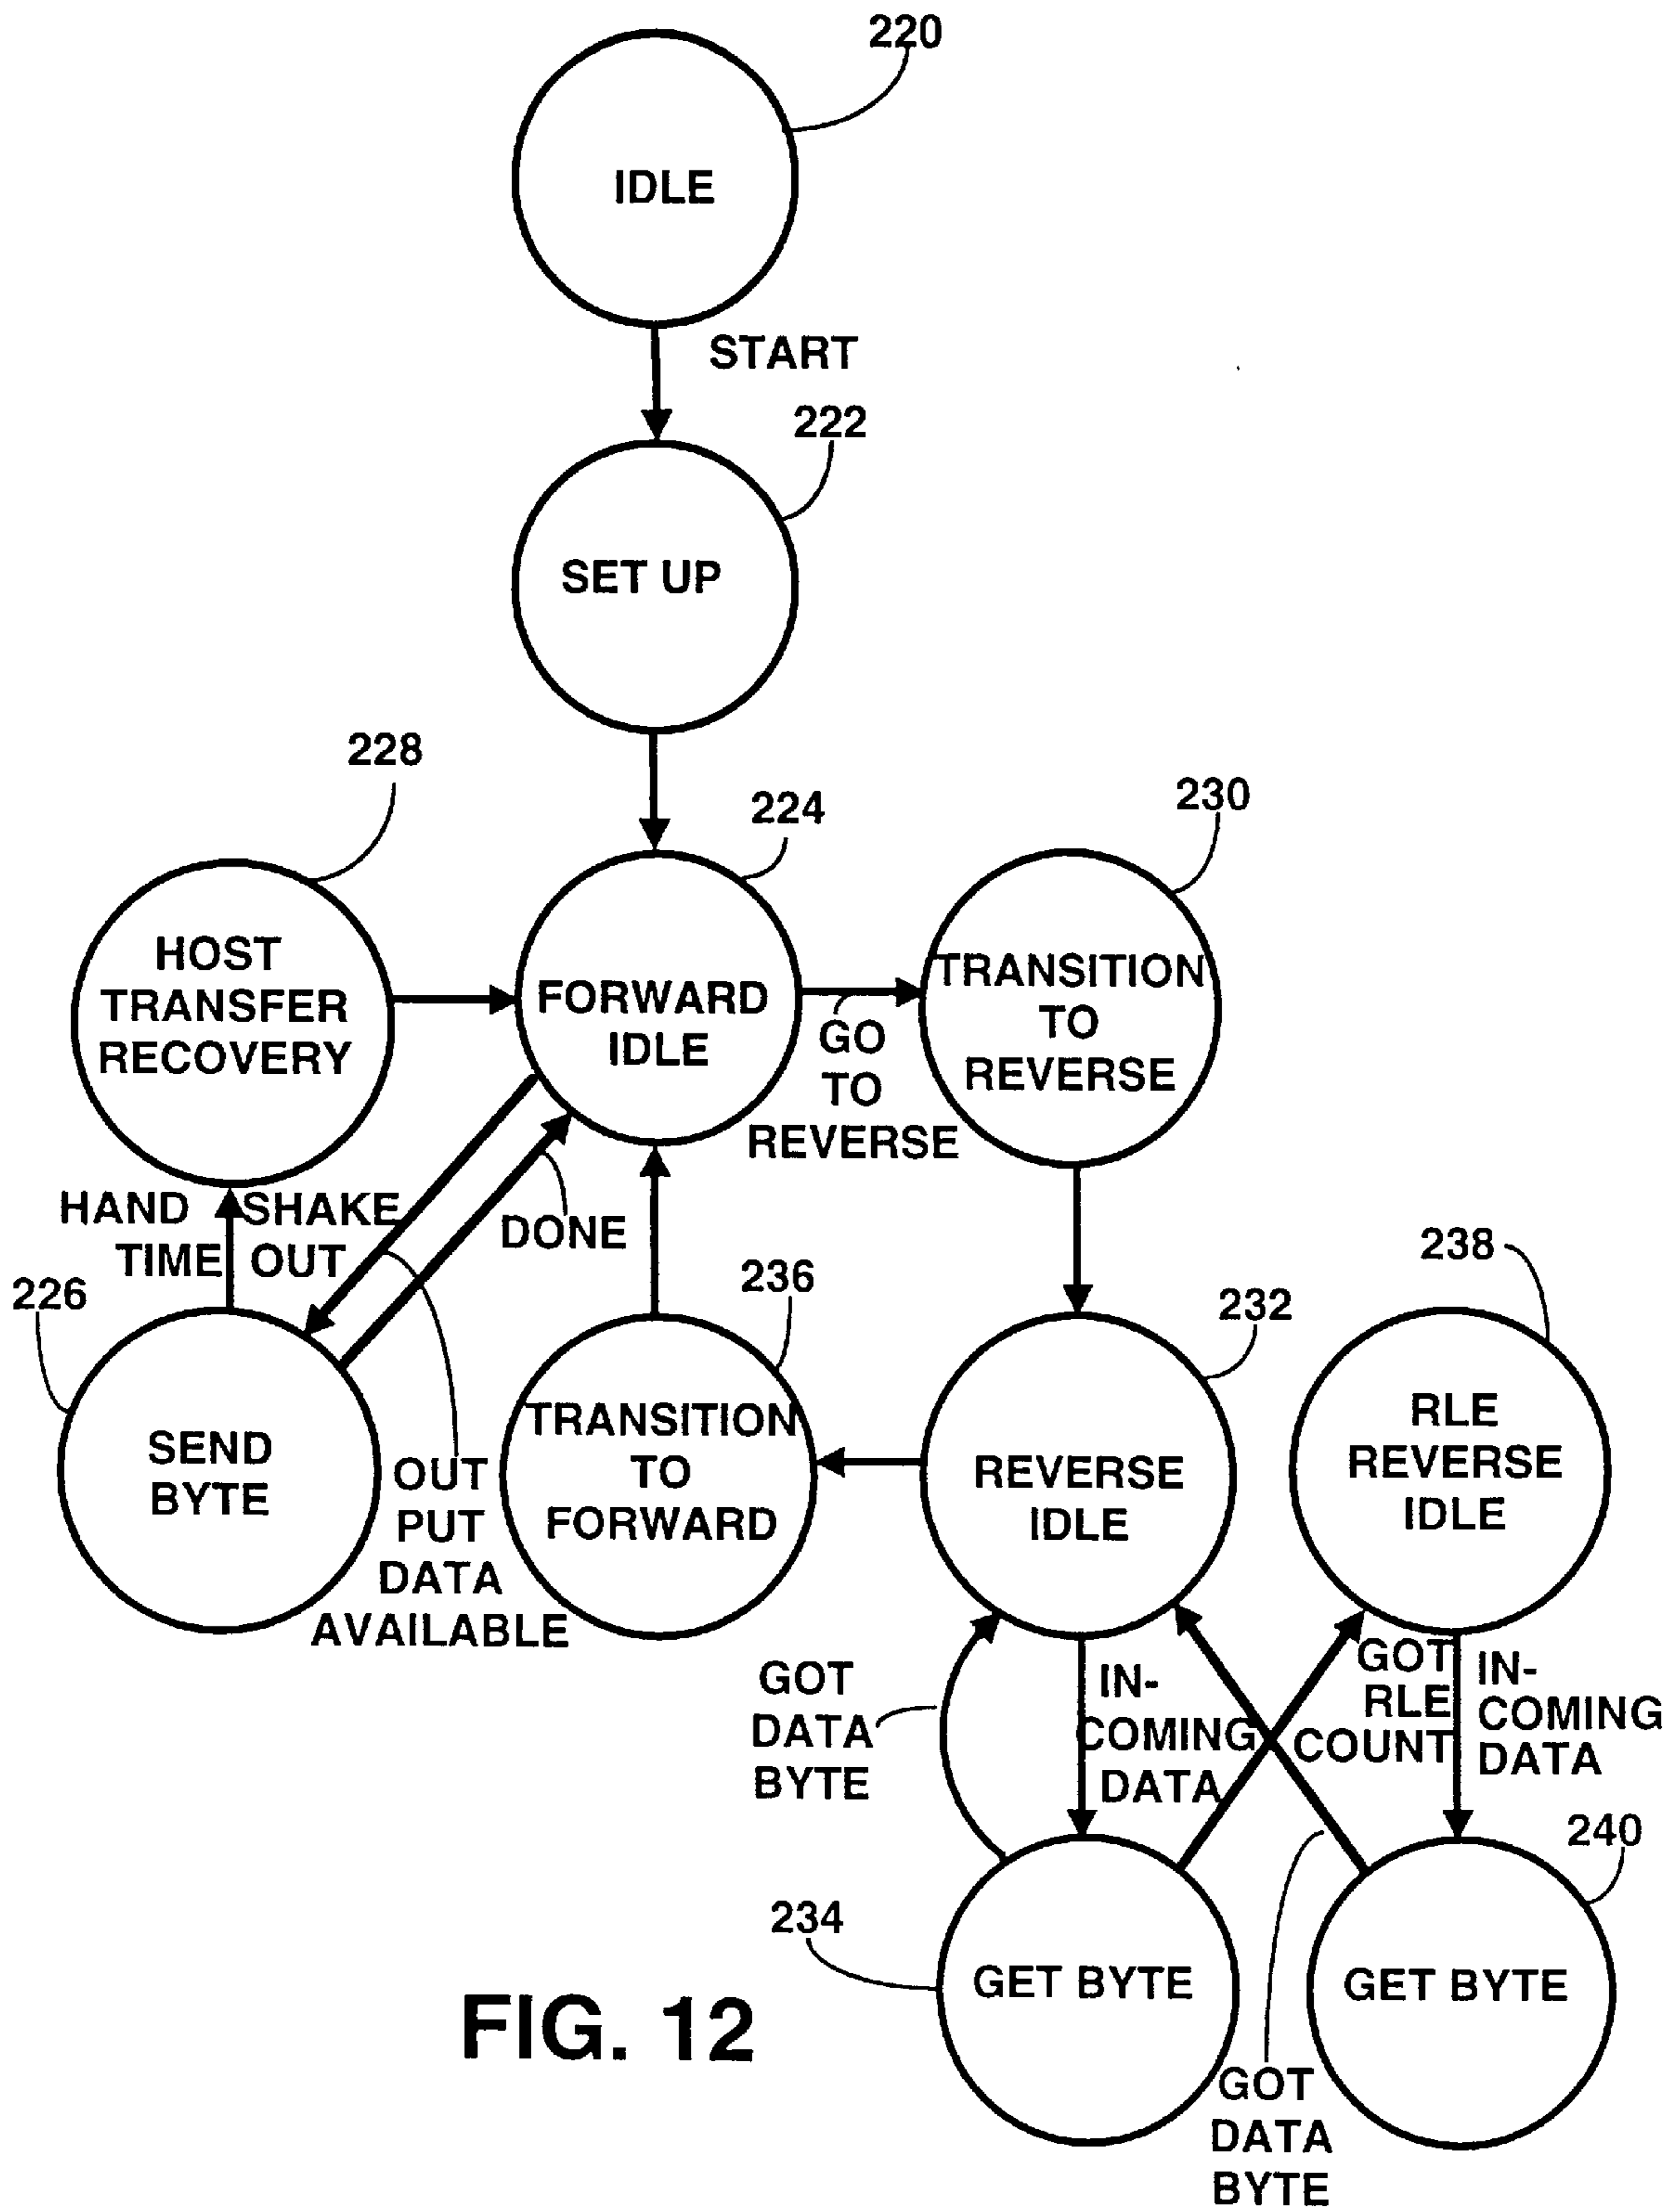 220
IDLE
START
222
SET UP
228
224
230
HOST
TRANSFER
RECOVERY
FORWARD
IDLE
TRANSITION
TO
REVERSE
GO
TO
REVERSE
HAND SHAKE
TIME OUT
DONE
226
236
232
238
SEND
BYTE
OUT
PUT
DATA
AVAILABLE
TRANSITION
TO
FORWARD
REVERSE
IDLE
RLE
REVERSE
IDLE
GOT
DATA
BYTE
IN-
COMING
DATA
GOT
RLE
COUNT
IN-
COMING
DATA
234
240
GET BYTE
GET BYTE
GOT
DATA
BYTE
FIG. 12